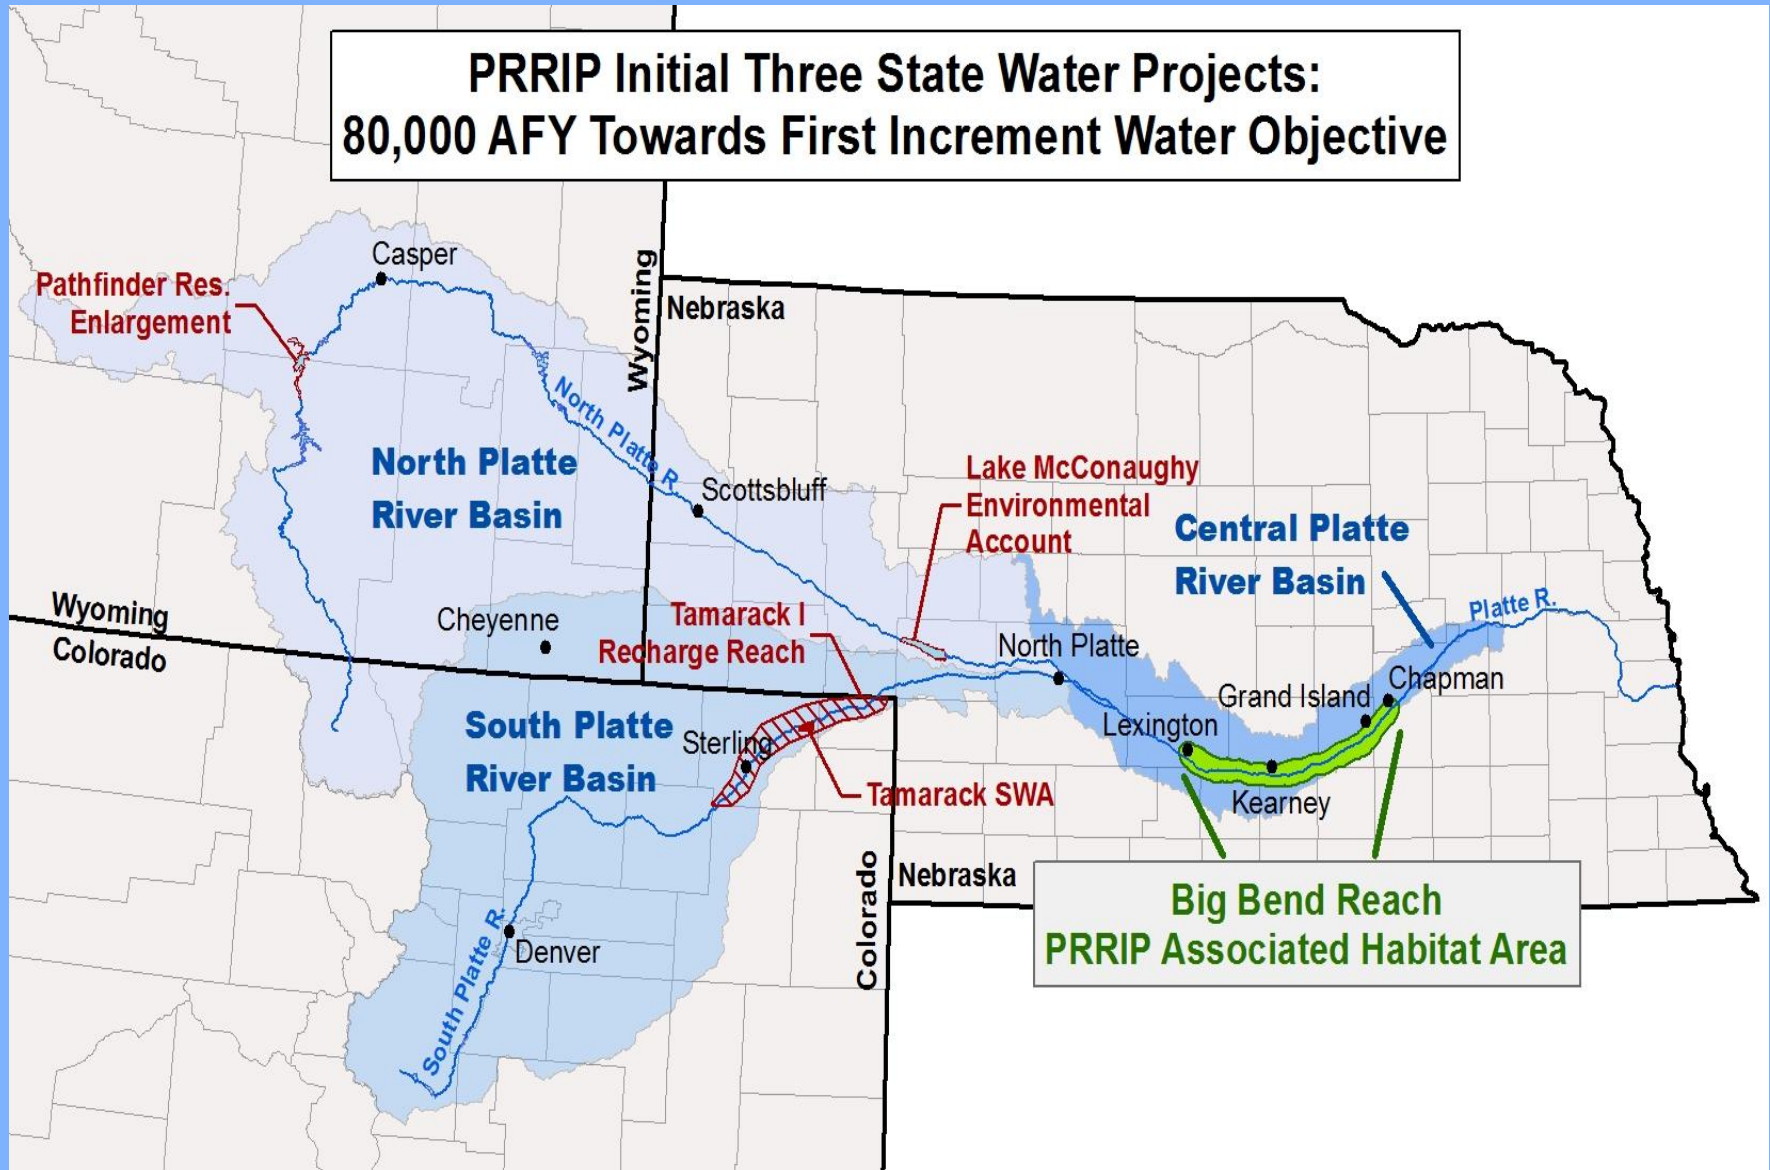 PRRIP Initial Three State Water Projects:
80,000 AFY Towards First Increment Water Objective
Casper
Pathfinder Res.
Enlargement
Wyoming
Nebraska
North Platte R.
North Platte
River Basin
Scottsbluff
Lake McConaughy
Environmental
Account
Central Platte
River Basin
Platte R.
Wyoming
Colorado
Cheyenne
Tamarack I
Recharge Reach
North Platte
Grand Island
Chapman
Lexington
South Platte
River Basin
Sterling
Tamarack SWA
Kearney
Colorado
Nebraska
Big Bend Reach
PRRIP Associated Habitat Area
South Platte R.
Denver